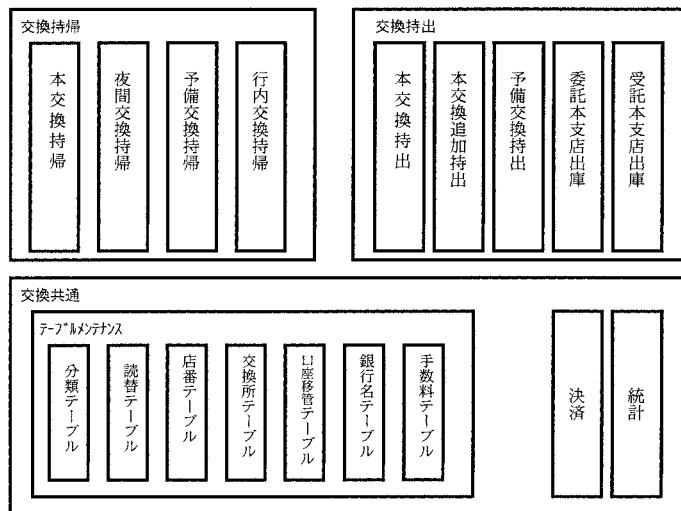 交換持帰
本交換持帰
夜間交換持帰
予備交換持帰
行内交換持帰
交換持出
本交換持出
本交換追加持出
予備交換持出
委託本支店出庫
受託本支店出庫
交換共通
テーブルメンテナンス
分類テーブル
読替テーブル
店番テーブル
交換所テーブル
口座移管テーブル
銀行名テーブル
手数料テーブル
決済
統計